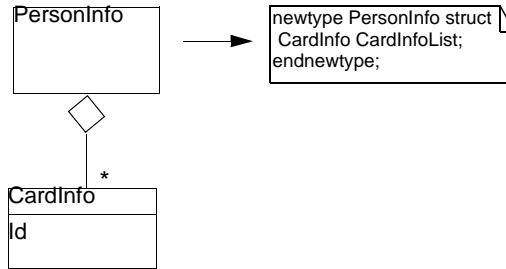 PersonInfo
newtype PersonInfo struct
CardInfo CardInfoList;
endnewtype;
*
CardInfo
Id